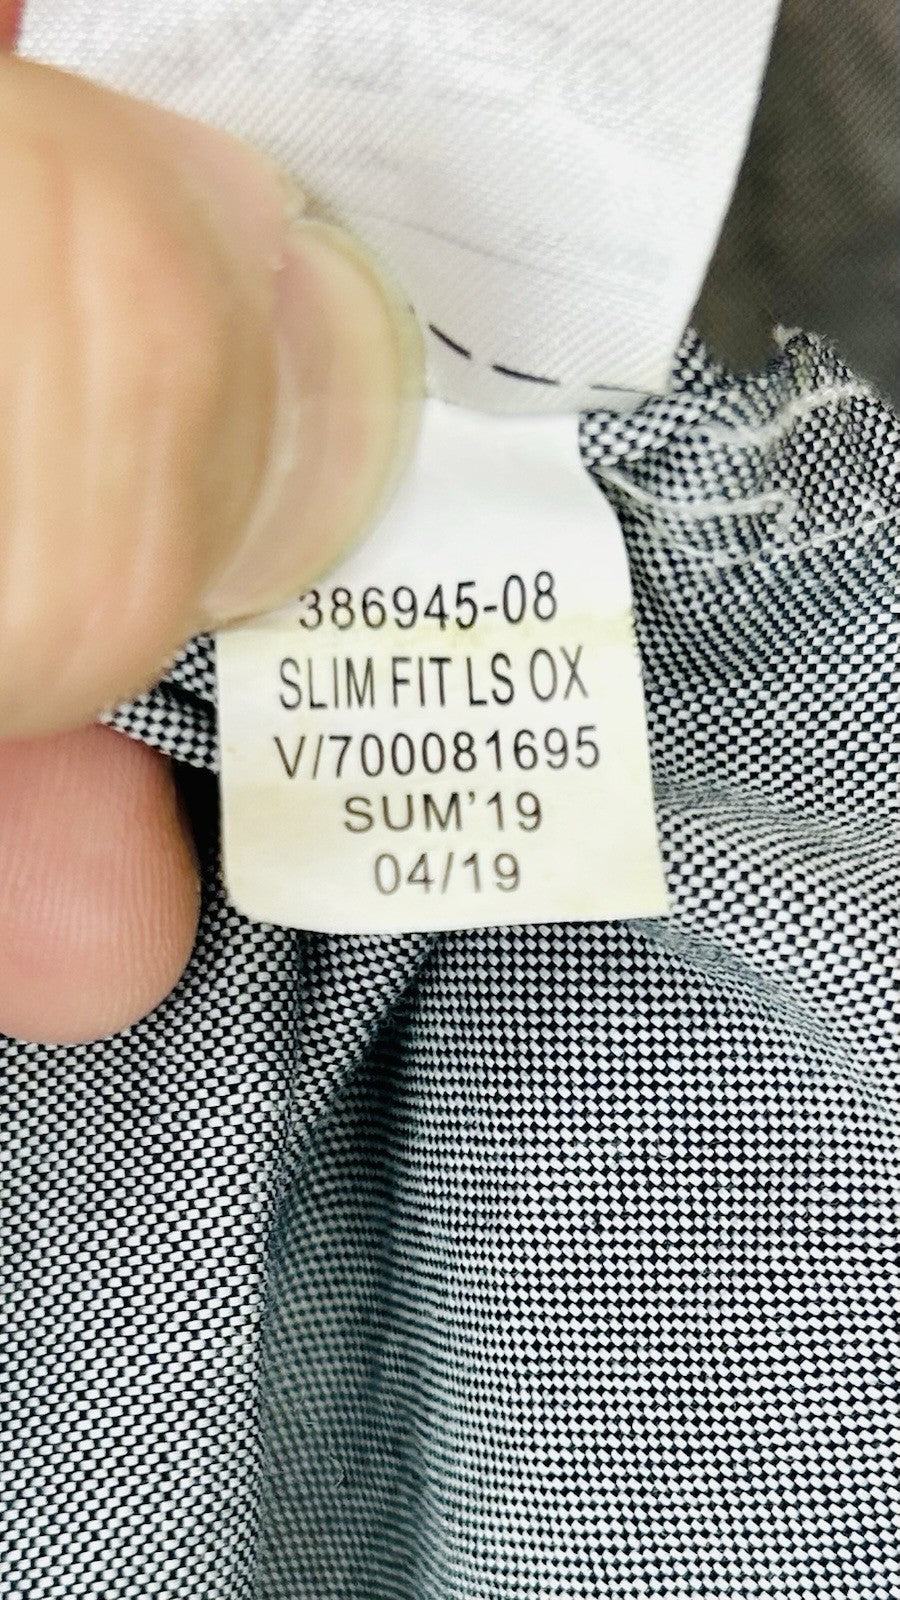 386945-08
SLIM FIT LS OX
V/700081695
SUM'19
04/19